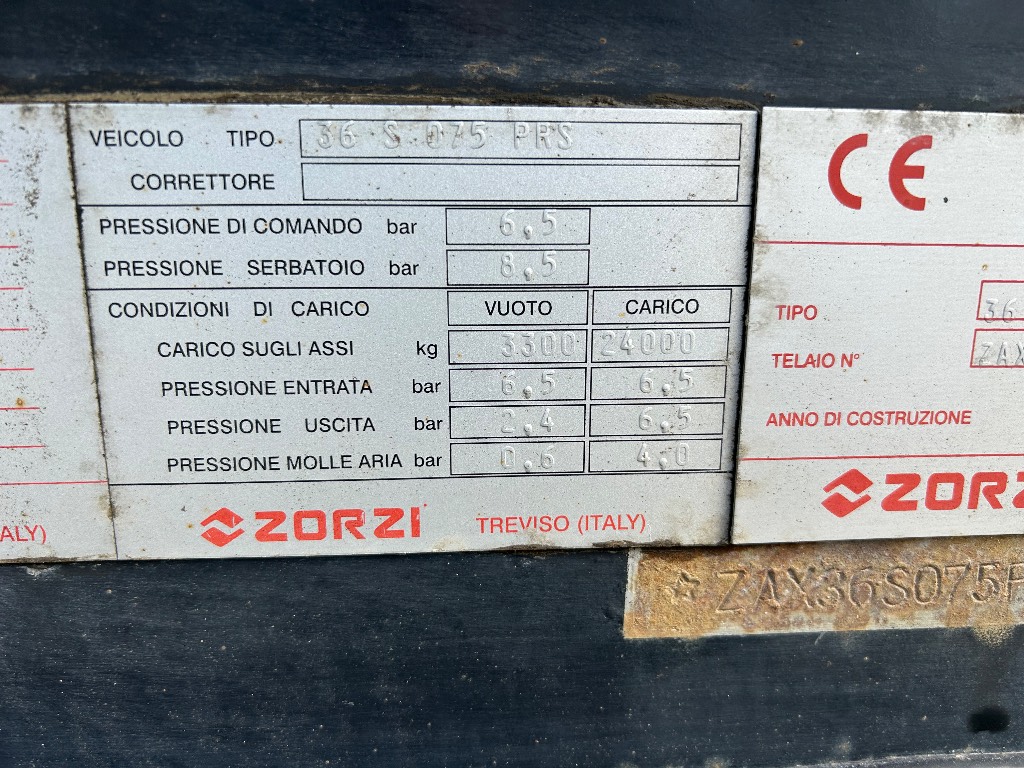 VEICOLO TIPO 36 S 075 PRS
CORRETTORE
PRESSIONE DI COMANDO bar 6,5
PRESSIONE SERBATOIO bar 8,5
CONDIZIONI DI CARICO VUOTO CARICO
CARICO SUGLI ASSI kg 3300 24000
PRESSIONE ENTRATA bar 6,5 6,5
PRESSIONE USCITA bar 2,4 6,5
PRESSIONE MOLLE ARIA bar 0,6 4,0
ZORZI TREVISO (ITALY)
ALY)
CE
TIPO 36
TELAIO N° ZAX
ANNO DI COSTRUZIONE
ZORZ
ZAX36S075P